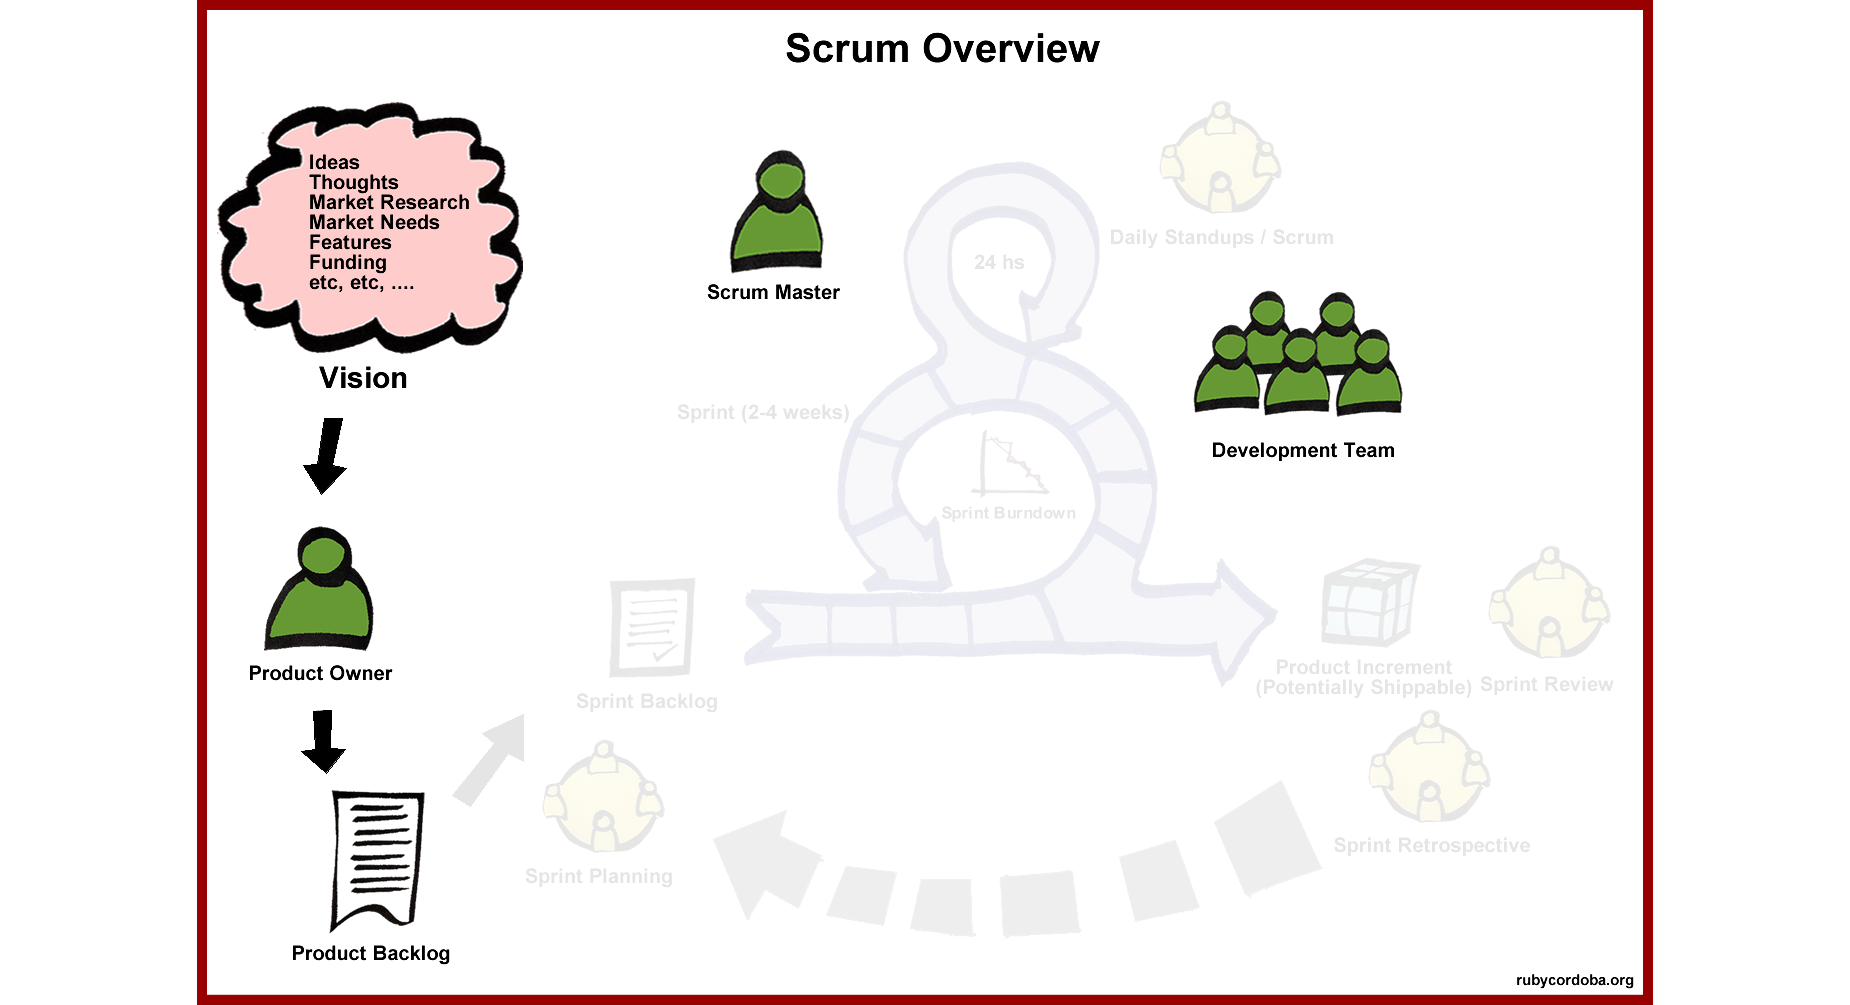 Scrum Overview
Ideas
Thoughts
Market Research
Market Needs
Features
Funding
etc, etc, ....
Vision
Product Owner
Product Backlog
Scrum Master
24 hs
Daily Standups / Scrum
Development Team
Sprint (2-4 weeks)
Sprint Burndown
Sprint Backlog
Sprint Planning
Product Increment
(Potentially Shippable)
Sprint Review
Sprint Retrospective
rubycordoba.org